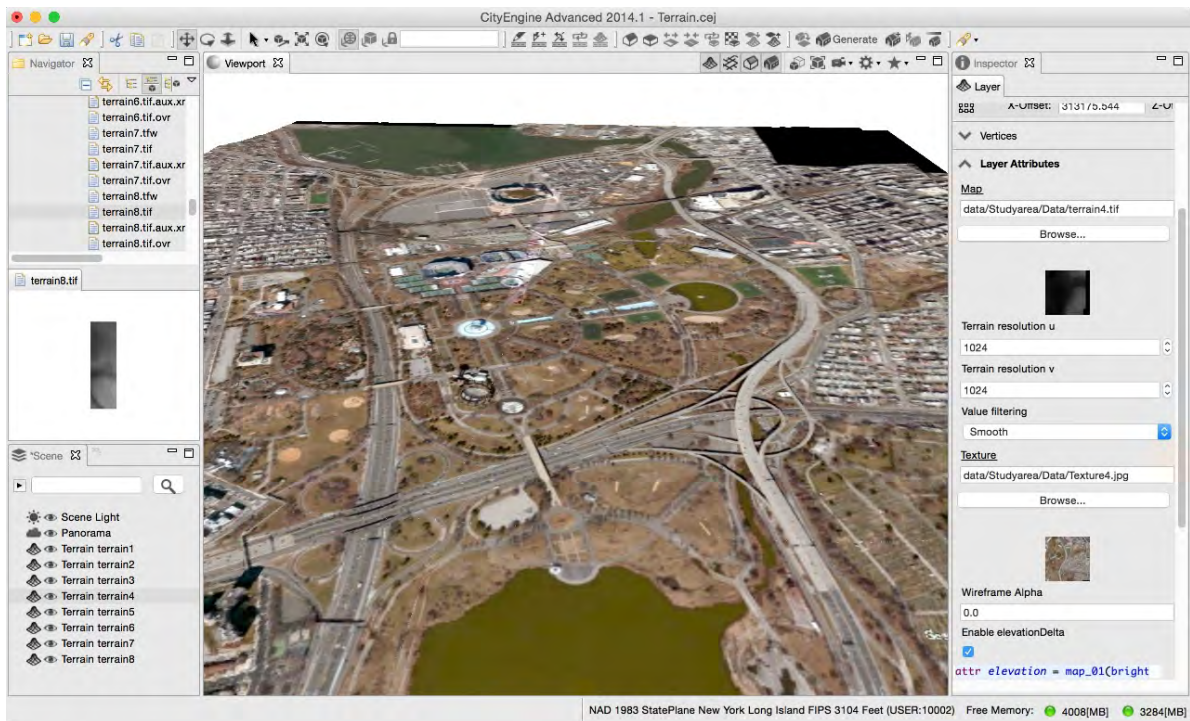 CityEngine Advanced 2014.1 - Terrain.cej
Generate
Navigator
terrain6.tif.aux.xr
terrain6.tif.ovr
terrain7.tfw
terrain7.tif
terrain7.tif.aux.xr
terrain7.tif.ovr
terrain8.tfw
terrain8.tif
terrain8.tif.aux.xr
terrain8.tif.ovr
terrain8.tif
*Scene
Scene Light
Panorama
Terrain terrain1
Terrain terrain2
Terrain terrain3
Terrain terrain4
Terrain terrain5
Terrain terrain6
Terrain terrain7
Terrain terrain8
Viewport
Inspector
Layer
X-Offset: 313175.544 Z-O
Vertices
Layer Attributes
Map
data/Studyarea/Data/terrain4.tif
Browse...
Terrain resolution u
1024
Terrain resolution v
1024
Value filtering
Smooth
Texture
data/Studyarea/Data/Texture4.jpg
Browse...
Wireframe Alpha
0.0
Enable elevationDelta
attr elevation = map_01(bright
NAD 1983 StatePlane New York Long Island FIPS 3104 Feet (USER:10002) Free Memory: 4008[MB] 3284[MB]